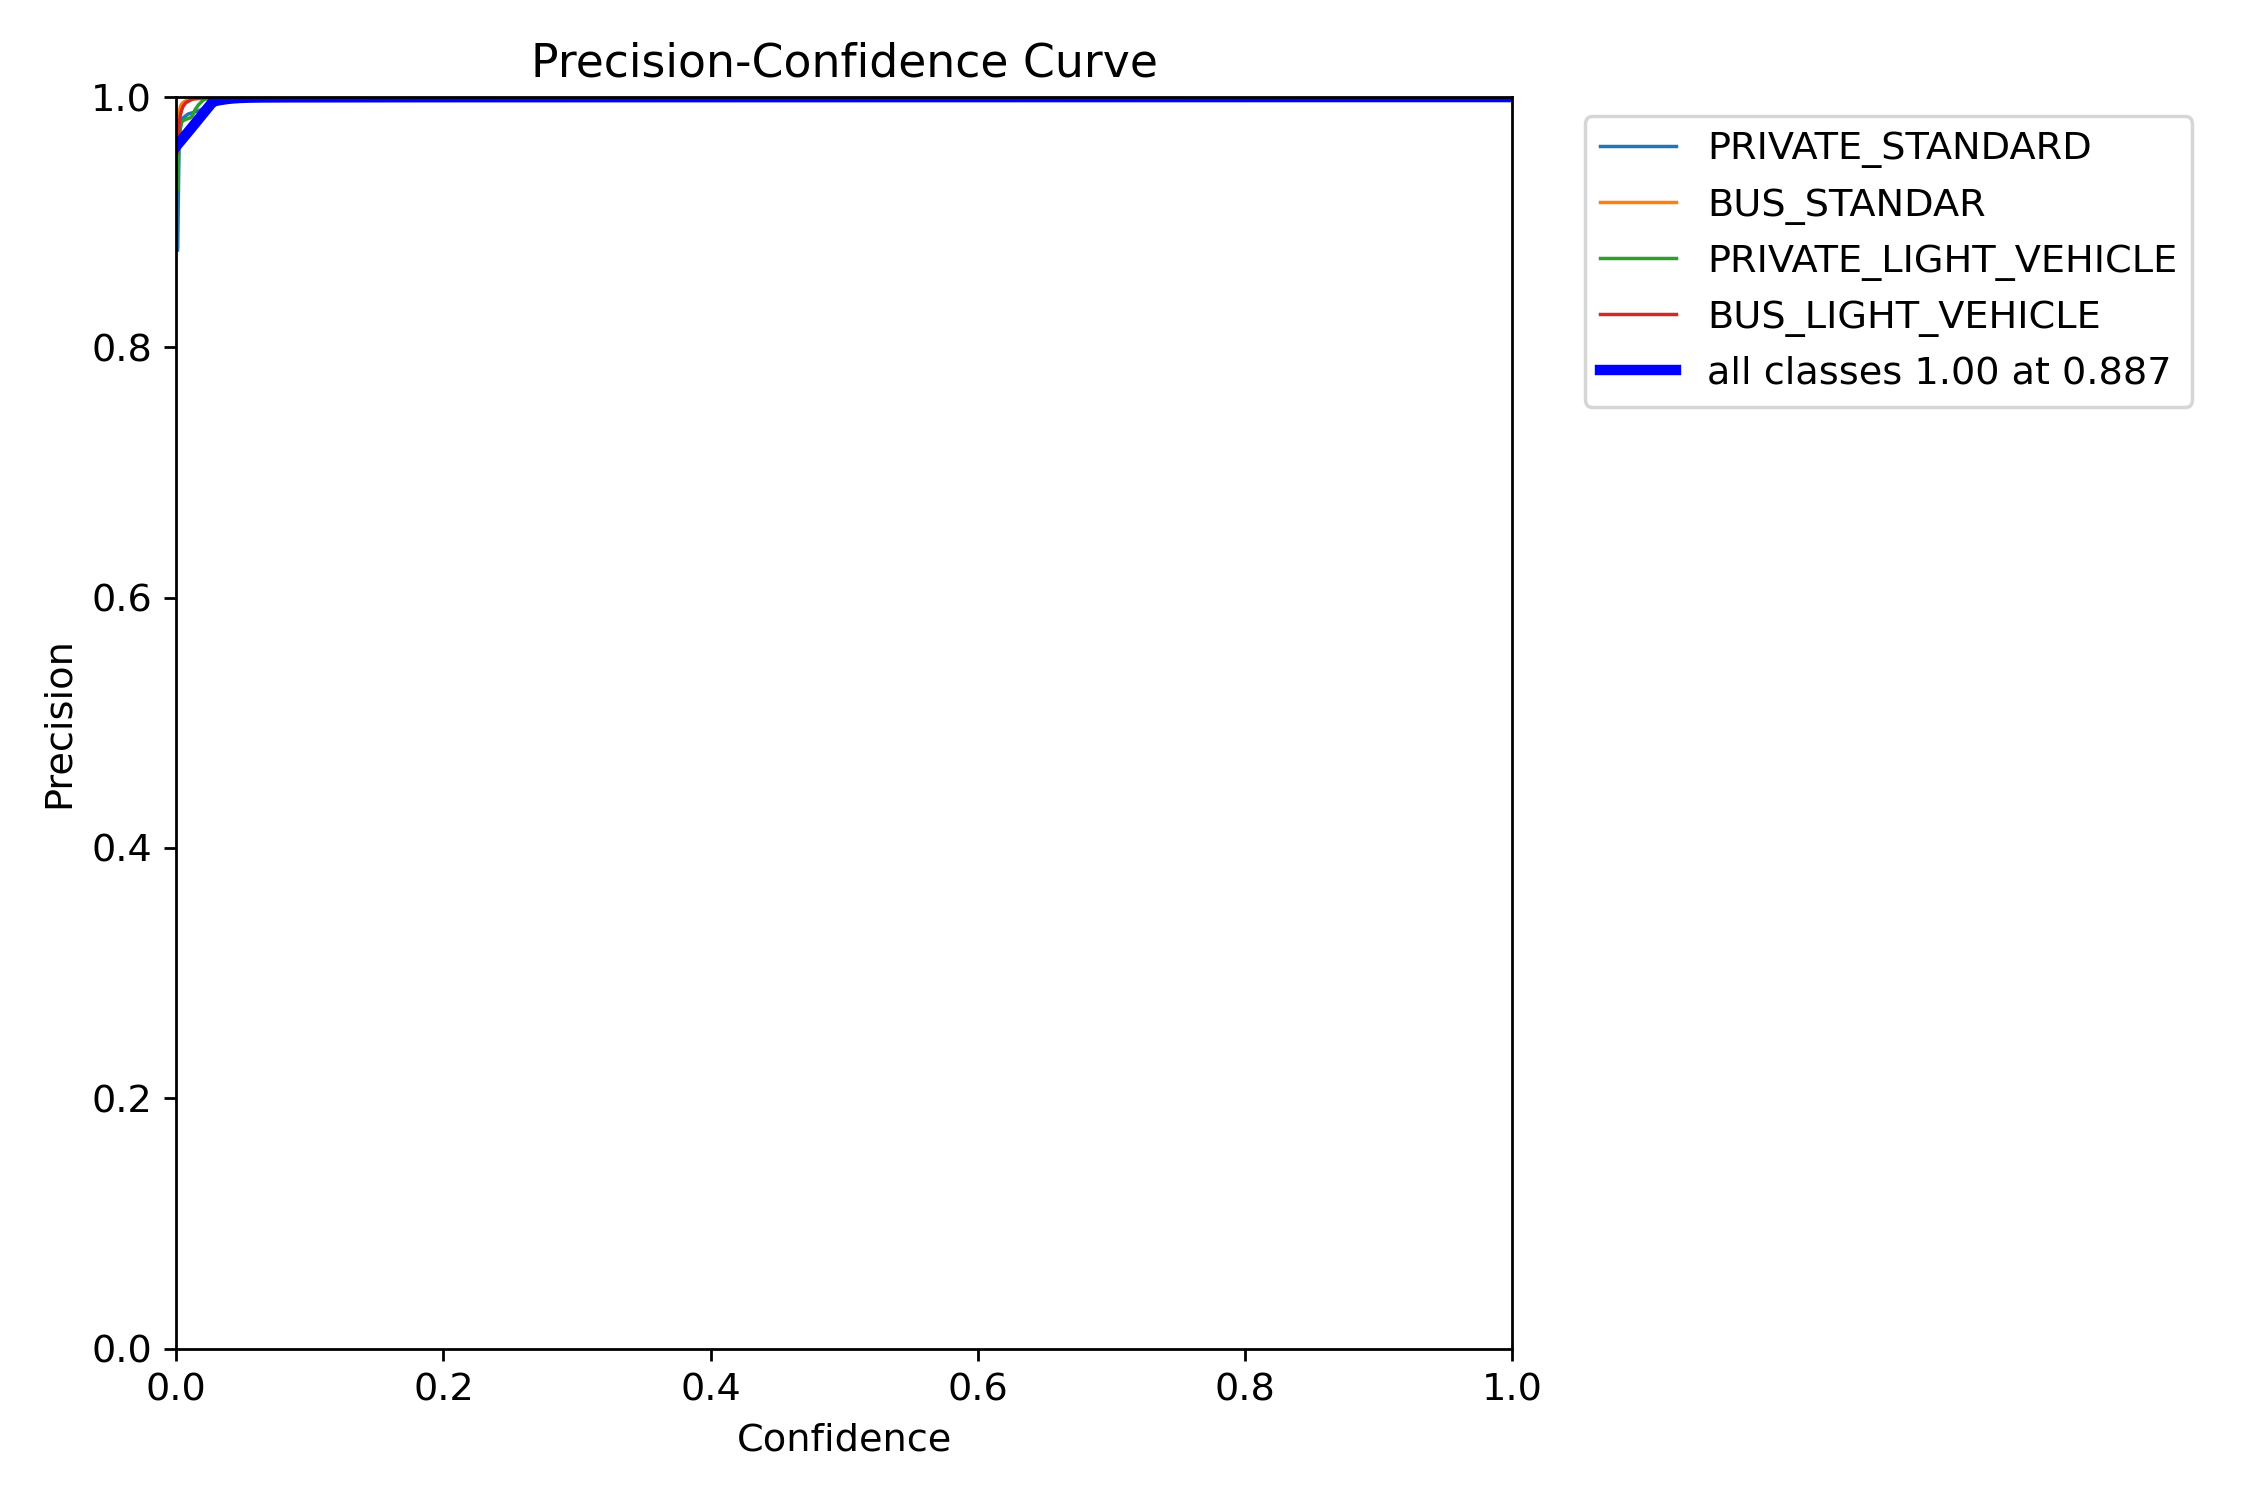 Precision-Confidence Curve
1.0
0.8
0.6
0.4
0.2
0.0
Precision
0.0 0.2 0.4 0.6 0.8 1.0
Confidence
PRIVATE_STANDARD
BUS_STANDAR
PRIVATE_LIGHT_VEHICLE
BUS_LIGHT_VEHICLE
all classes 1.00 at 0.887